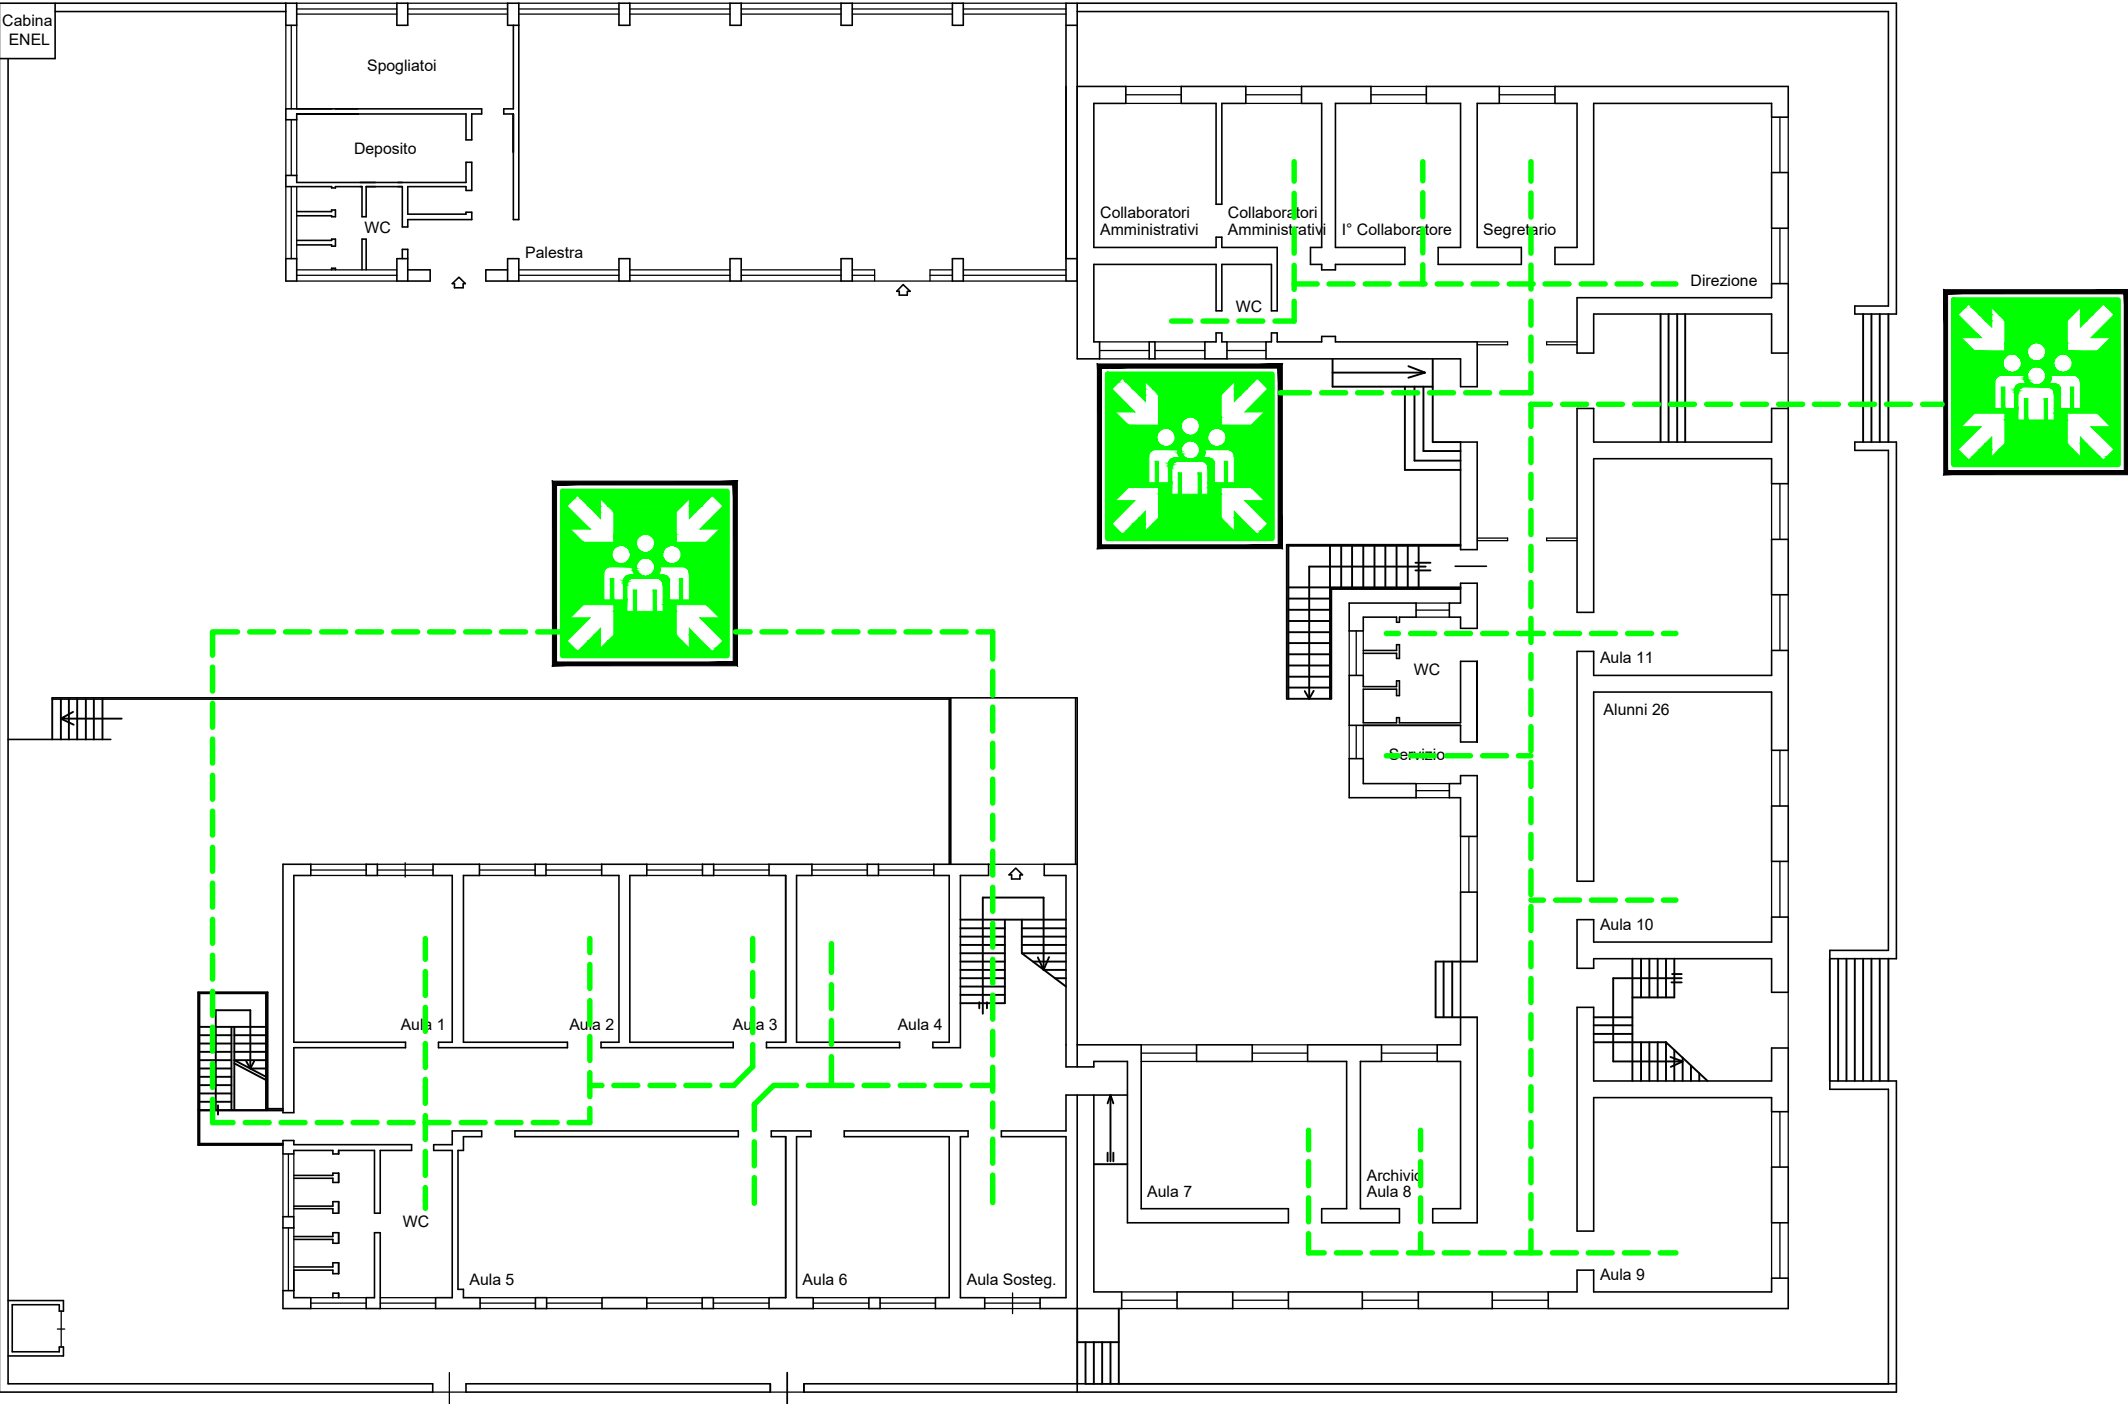 Cabina
ENEL
Spogliatoi
Deposito
WC
Palestra
Collaboratori
Amministrativi
Collaboratori
Amministrativi
I° Collaboratore
Segretario
Direzione
WC
Aula 11
WC
Alunni 26
Servizio
Aula 10
Aula 1
Aula 2
Aula 3
Aula 4
Archivio
Aula 8
Aula 7
WC
Aula 5
Aula 6
Aula Sosteg.
Aula 9